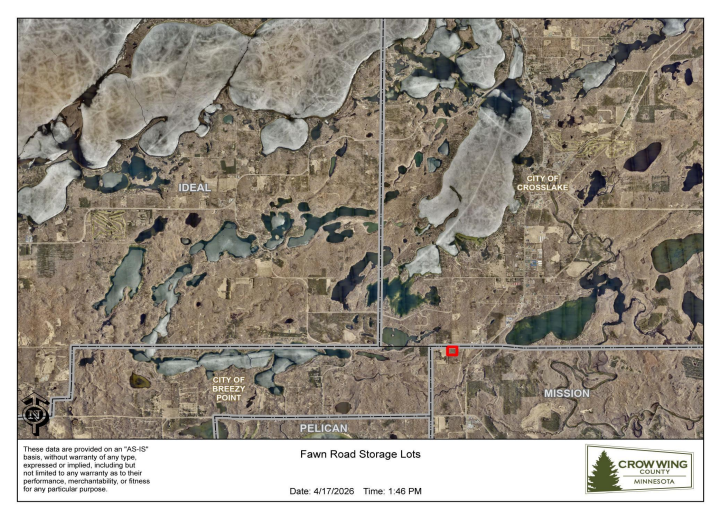 IDEAL
CITY OF
CROSSLAKE
CITY OF
BREEZY
POINT
MISSION
PELICAN
N
These data are provided on an "AS-IS"
basis, without warranty of any type,
expressed or implied, including but
not limited to any warranty as to their
performance, merchantability, or fitness
for any particular purpose.
Fawn Road Storage Lots
Date: 4/17/2026 Time: 1:46 PM
CROW WING
COUNTY
MINNESOTA